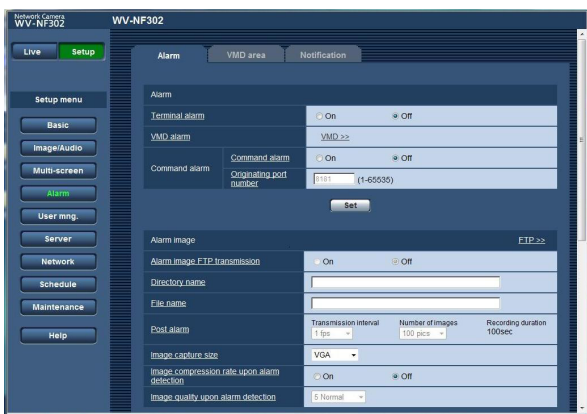 Network Camera
WV-NF302
WV-NF302
Live
Setup
Setup menu
Basic
Image/Audio
Multi-screen
Alarm
User mng.
Server
Network
Schedule
Maintenance
Help
Alarm
VMD area
Notification
Alarm
Terminal alarm
On
Off
VMD alarm
VMD >>
Command alarm
Command alarm
On
Off
Originating port number
8181 (1-65535)
Set
Alarm image
FTP >>
Alarm image FTP transmission
On
Off
Directory name
File name
Post alarm
Transmission interval
1 fps
Number of images
100 pics
Recording duration
100sec
Image capture size
VGA
Image compression rate upon alarm detection
On
Off
Image quality upon alarm detection
5 Normal